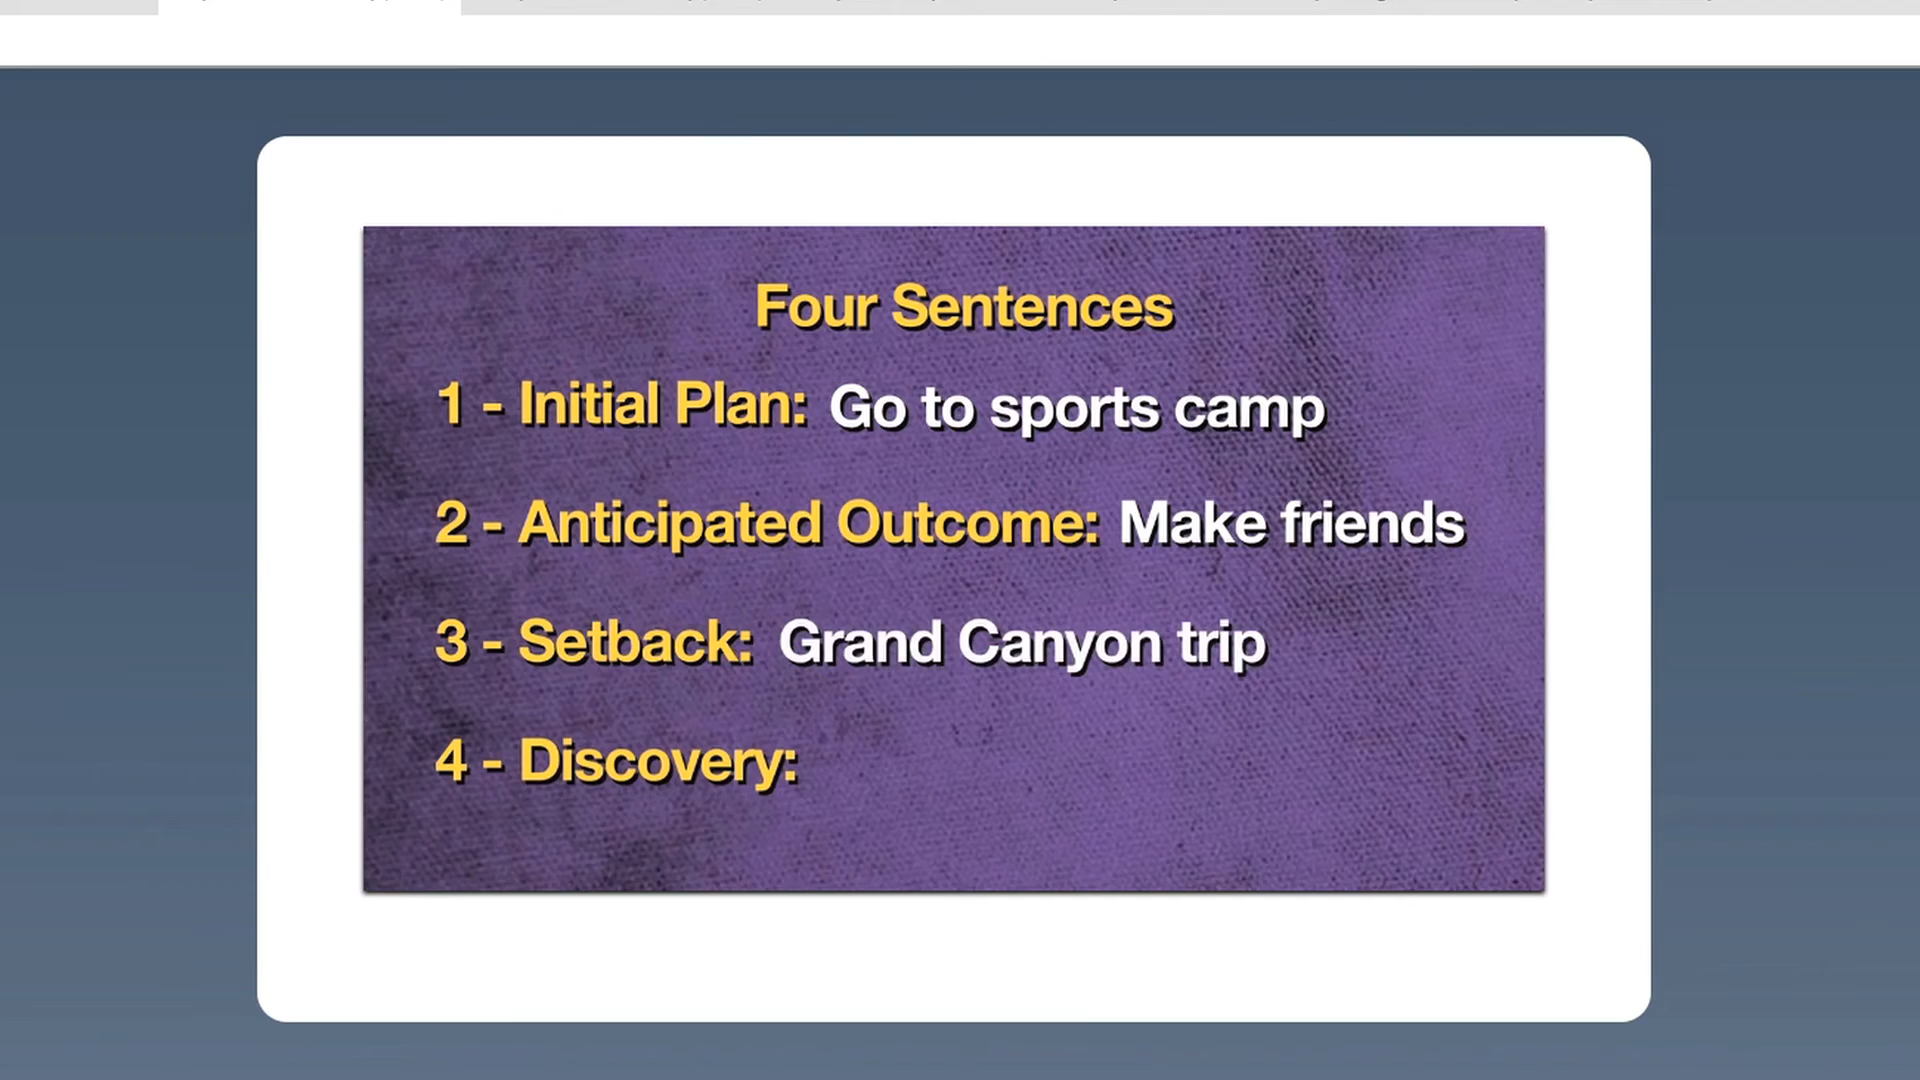 Four Sentences
1 - Initial Plan: Go to sports camp
2 - Anticipated Outcome: Make friends
3 - Setback: Grand Canyon trip
4 - Discovery: